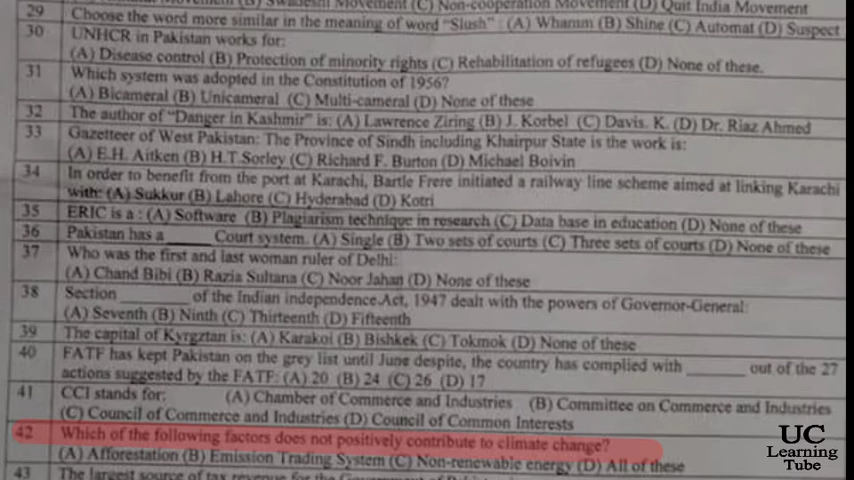 Movement (C) Non-cooperation Movement (D) Quit India Movement
29 Choose the word more similar in the meaning of word "Slush" : (A) Whamm (B) Shine (C) Automat (D) Suspect
30 UNHCR in Pakistan works for:
(A) Disease control (B) Protection of minority rights (C) Rehabilitation of refugees (D) None of these.
31 Which system was adopted in the Constitution of 1956?
(A) Bicameral (B) Unicameral (C) Multi-cameral (D) None of these
32 The author of "Danger in Kashmir" is: (A) Lawrence Ziring (B) J. Korbel (C) Davis. K. (D) Dr. Riaz Ahmed
33 Gazetteer of West Pakistan: The Province of Sindh including Khairpur State is the work is:
(A) E.H. Aitken (B) H.T Sorley (C) Richard F. Burton (D) Michael Boivin
34 In order to benefit from the port at Karachi, Bartle Frere initiated a railway line scheme aimed at linking Karachi
with: (A) Sukkur (B) Lahore (C) Hyderabad (D) Kotri
35 ERIC is a : (A) Software (B) Plagiarism technique in research (C) Data base in education (D) None of these
36 Pakistan has a ______ Court system. (A) Single (B) Two sets of courts (C) Three sets of courts (D) None of these
37 Who was the first and last woman ruler of Delhi:
(A) Chand Bibi (B) Razia Sultana (C) Noor Jahan (D) None of these
38 Section ________ of the Indian independence Act, 1947 dealt with the powers of Governor-General:
(A) Seventh (B) Ninth (C) Thirteenth (D) Fifteenth
39 The capital of Kyrgztan is: (A) Karakoi (B) Bishkek (C) Tokmok (D) None of these
40 FATF has kept Pakistan on the grey list until June despite, the country has complied with _______ out of the 27
actions suggested by the FATF: (A) 20 (B) 24 (C) 26 (D) 17
41 CCI stands for: (A) Chamber of Commerce and Industries (B) Committee on Commerce and Industries
(C) Council of Commerce and Industries (D) Council of Common Interests
42 Which of the following factors does not positively contribute to climate change?
(A) Afforestation (B) Emission Trading System (C) Non-renewable energy (D) All of these
43 The largest source of tax revenue for the Government of
UC
Learning
Tube